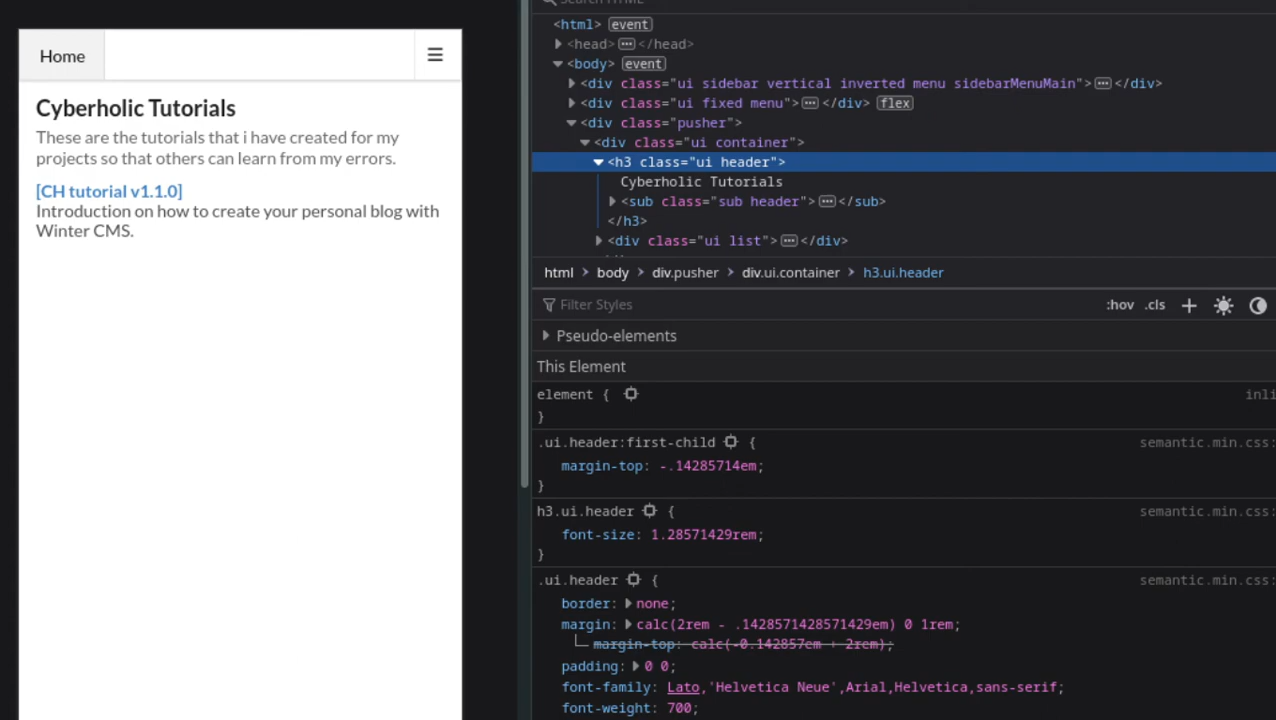 Home
Cyberholic Tutorials
These are the tutorials that i have created for my
projects so that others can learn from my errors.
[CH tutorial v1.1.0]
Introduction on how to create your personal blog with
Winter CMS.
Search HTML
<html> event
<head> ⋯ </head>
<body> event
<div class="ui sidebar vertical inverted menu sidebarMenuMain"> ⋯ </div>
<div class="ui fixed menu"> ⋯ </div> flex
<div class="pusher">
<div class="ui container">
<h3 class="ui header">
Cyberholic Tutorials
<sub class="sub header"> ⋯ </sub>
</h3>
<div class="ui list"> ⋯ </div>
html > body > div.pusher > div.ui.container > h3.ui.header
Filter Styles :hov .cls +
Pseudo-elements
This Element
element { inli
}
.ui.header:first-child { semantic.min.css:
margin-top: -.14285714em;
}
h3.ui.header { semantic.min.css:
font-size: 1.28571429rem;
}
.ui.header { semantic.min.css:
border: none;
margin: calc(2rem - .1428571428571429em) 0 1rem;
margin-top: calc(-0.142857em + 2rem);
padding: 0 0;
font-family: Lato,'Helvetica Neue',Arial,Helvetica,sans-serif;
font-weight: 700;